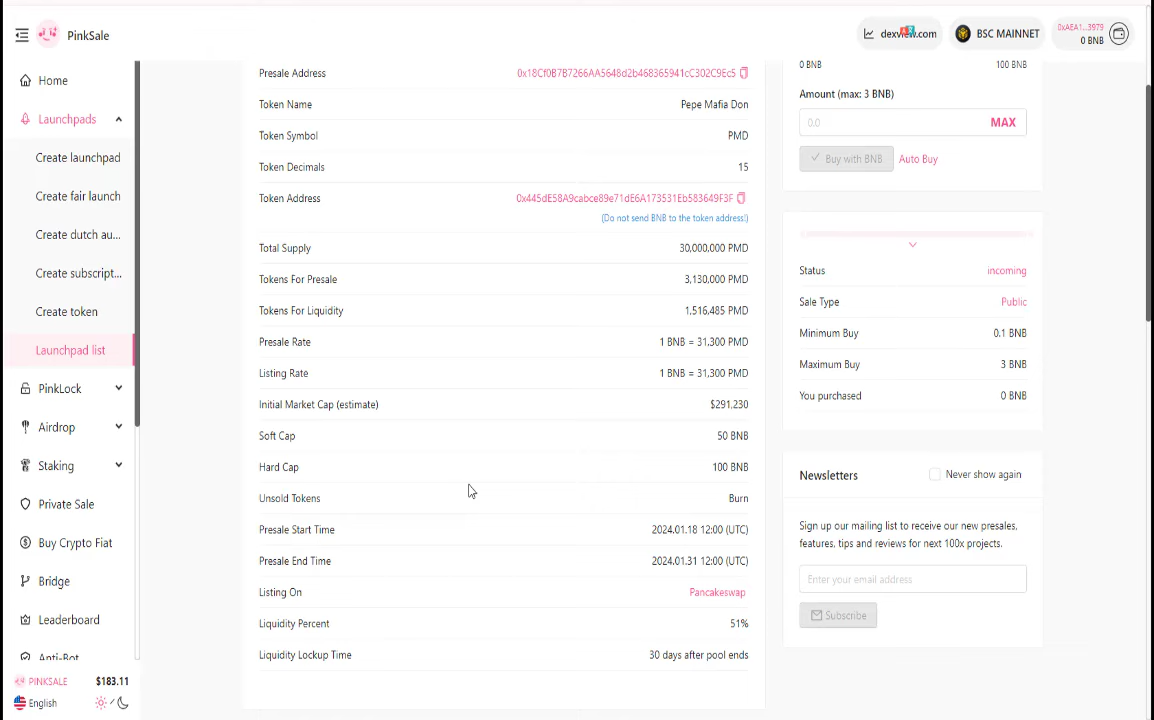 PinkSale
dexview.com
BSC MAINNET
0xAEA1...3979
0 BNB
Home
Launchpads
Create launchpad
Create fair launch
Create dutch au...
Create subscript...
Create token
Launchpad list
PinkLock
Airdrop
Staking
Private Sale
Buy Crypto Fiat
Bridge
Leaderboard
Anti-Bot
PINKSALE $183.11
English
Presale Address 0x18Cf0B7B7266AA5648d2b468365941cC302C9Ec5
Token Name Pepe Mafia Don
Token Symbol PMD
Token Decimals 15
Token Address 0x445dE58A9cabce89e71dE6A173531Eb583649F3F
(Do not send BNB to the token address!)
Total Supply 30,000,000 PMD
Tokens For Presale 3,130,000 PMD
Tokens For Liquidity 1,516,485 PMD
Presale Rate 1 BNB = 31,300 PMD
Listing Rate 1 BNB = 31,300 PMD
Initial Market Cap (estimate) $291,230
Soft Cap 50 BNB
Hard Cap 100 BNB
Unsold Tokens Burn
Presale Start Time 2024.01.18 12:00 (UTC)
Presale End Time 2024.01.31 12:00 (UTC)
Listing On Pancakeswap
Liquidity Percent 51%
Liquidity Lockup Time 30 days after pool ends
0 BNB 100 BNB
Amount (max: 3 BNB)
0.0 MAX
Buy with BNB Auto Buy
Status incoming
Sale Type Public
Minimum Buy 0.1 BNB
Maximum Buy 3 BNB
You purchased 0 BNB
Newsletters Never show again
Sign up our mailing list to receive our new presales,
features, tips and reviews for next 100x projects.
Enter your email address
Subscribe